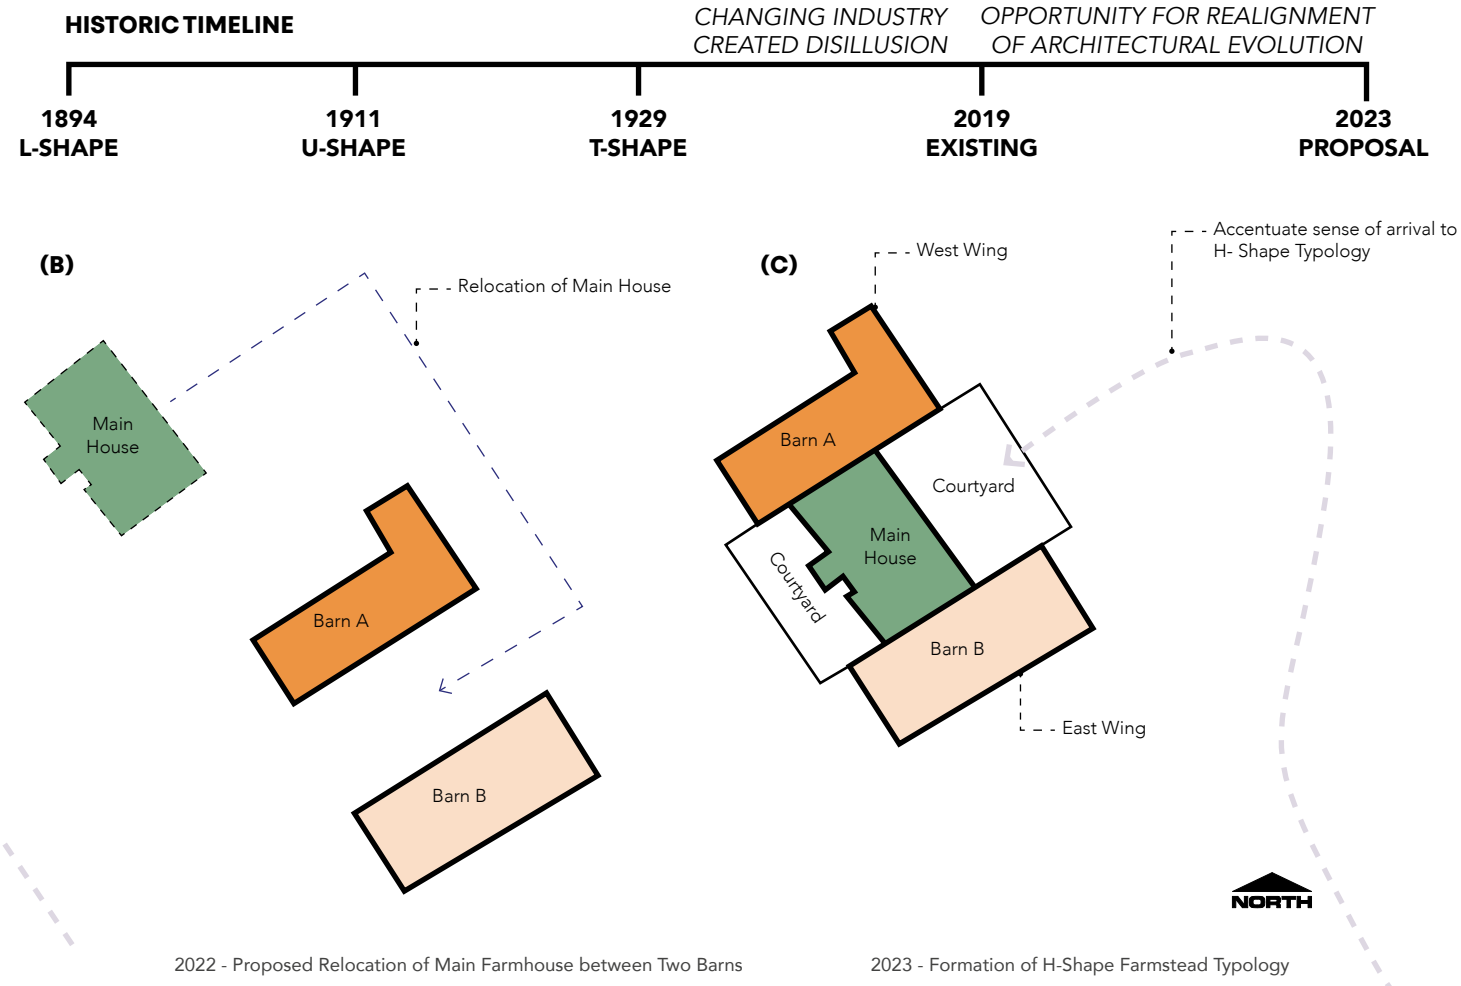 HISTORIC TIMELINE
CHANGING INDUSTRY
CREATED DISILLUSION
OPPORTUNITY FOR REALIGNMENT
OF ARCHITECTURAL EVOLUTION
1894
L-SHAPE
1911
U-SHAPE
1929
T-SHAPE
2019
EXISTING
2023
PROPOSAL
(B)
Relocation of Main House
Main
House
Barn A
Barn B
2022 - Proposed Relocation of Main Farmhouse between Two Barns
(C)
West Wing
Accentuate sense of arrival to
H- Shape Typology
Barn A
Courtyard
Main
House
Courtyard
Barn B
East Wing
NORTH
2023 - Formation of H-Shape Farmstead Typology